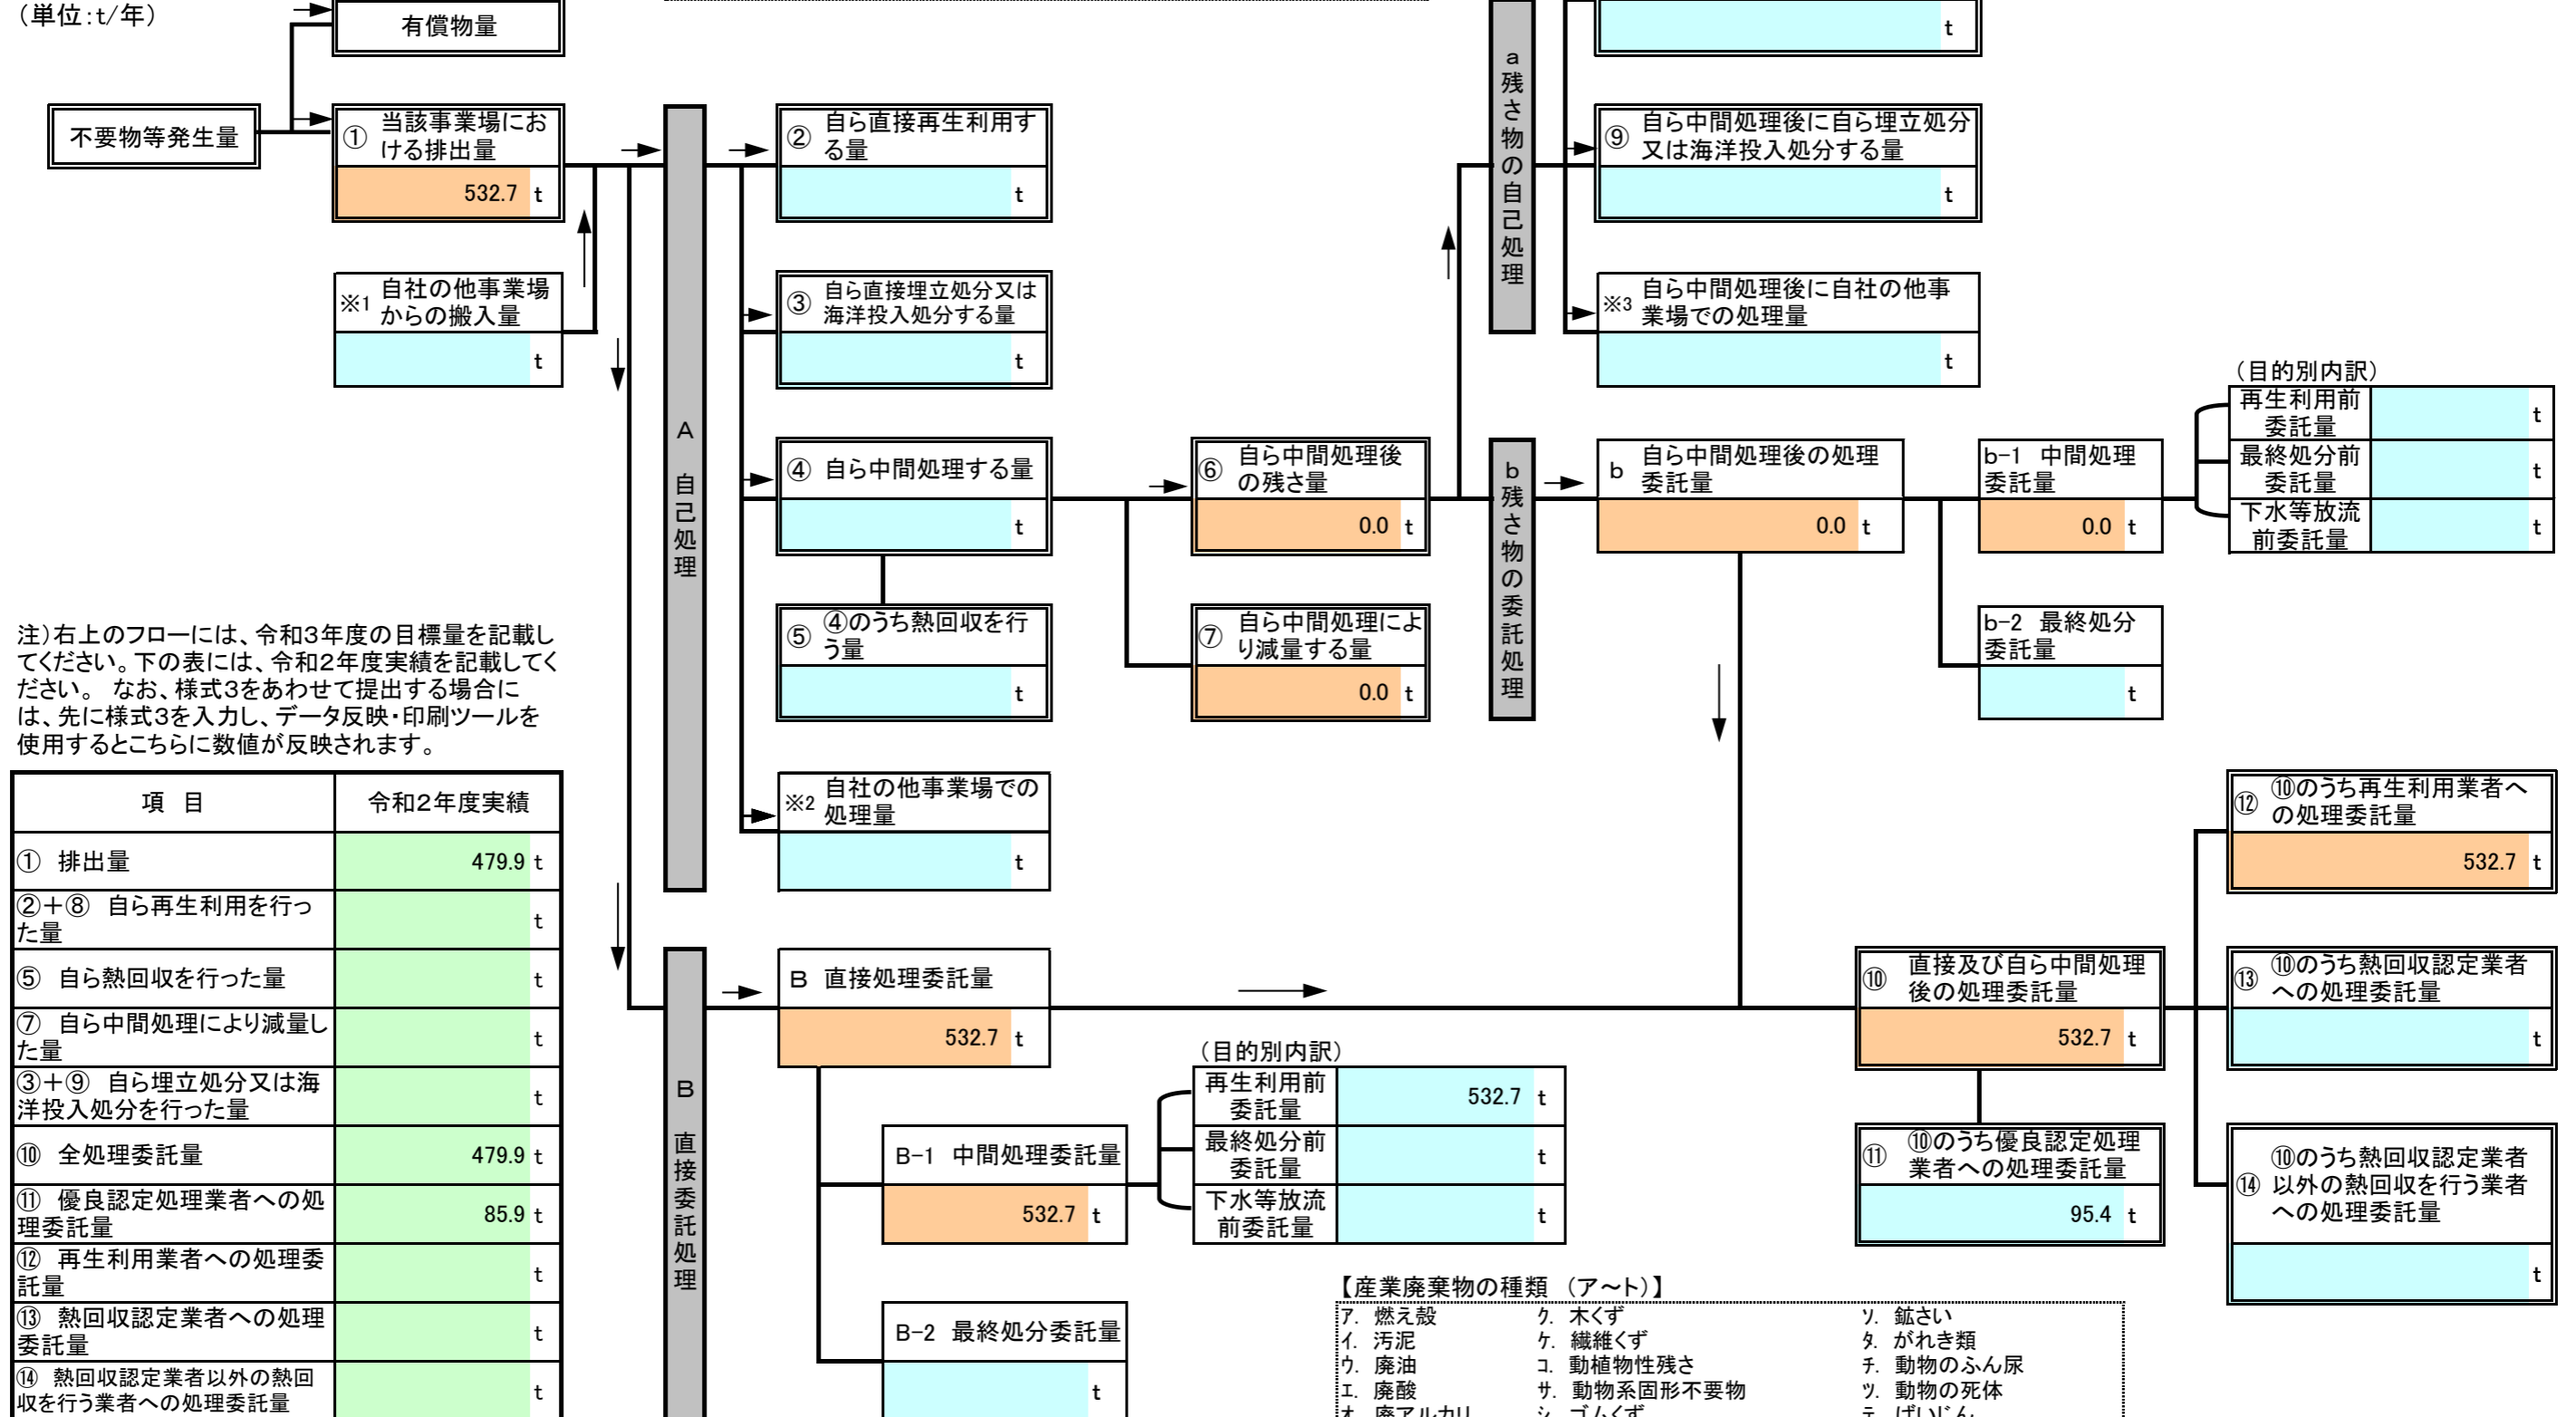 (単位:t/年)
有償物量
不要物等発生量
① 当該事業場にお
ける排出量
532.7 t
※1 自社の他事業場
からの搬入量
t
A 自己処理
② 自ら直接再生利用す
る量
t
③ 自ら直接埋立処分又は
海洋投入処分する量
t
④ 自ら中間処理する量
t
⑤ ④のうち熱回収を行
う量
t
※2 自社の他事業場での
処理量
t
⑥ 自ら中間処理後
の残さ量
0.0 t
⑦ 自ら中間処理によ
り減量する量
0.0 t
a 残さ物の自己処理
t
⑨ 自ら中間処理後に自ら埋立処分
又は海洋投入処分する量
t
※3 自ら中間処理後に自社の他事
業場での処理量
t
b 残さ物の委託処理
b 自ら中間処理後の処理
委託量
0.0 t
b-1 中間処理
委託量
0.0 t
(目的別内訳)
再生利用前
委託量
t
最終処分前
委託量
t
下水等放流
前委託量
t
b-2 最終処分
委託量
t
注)右上のフローには、令和3年度の目標量を記載し
てください。下の表には、令和2年度実績を記載してく
ださい。 なお、様式3をあわせて提出する場合に
は、先に様式3を入力し、データ反映・印刷ツールを
使用するとこちらに数値が反映されます。
項 目 令和2年度実績
① 排出量 479.9 t
②+⑧ 自ら再生利用を行っ
た量
t
⑤ 自ら熱回収を行った量 t
⑦ 自ら中間処理により減量し
た量
t
③+⑨ 自ら埋立処分又は海
洋投入処分を行った量
t
⑩ 全処理委託量 479.9 t
⑪ 優良認定処理業者への処
理委託量
85.9 t
⑫ 再生利用業者への処理委
託量
t
⑬ 熱回収認定業者への処理
委託量
t
⑭ 熱回収認定業者以外の熱回
収を行う業者への処理委託量
t
B 直接委託処理
B 直接処理委託量
532.7 t
B-1 中間処理委託量
532.7 t
(目的別内訳)
再生利用前
委託量
532.7 t
最終処分前
委託量
t
下水等放流
前委託量
t
B-2 最終処分委託量
t
⑩ 直接及び自ら中間処理
後の処理委託量
532.7 t
⑪ ⑩のうち優良認定処理
業者への処理委託量
95.4 t
⑫ ⑩のうち再生利用業者へ
の処理委託量
532.7 t
⑬ ⑩のうち熱回収認定業者
への処理委託量
t
⑭ ⑩のうち熱回収認定業者
以外の熱回収を行う業者
への処理委託量
t
【産業廃棄物の種類 (ア~ト)】
ア. 燃え殻 ク. 木くず ソ. 鉱さい
イ. 汚泥 ケ. 繊維くず タ. がれき類
ウ. 廃油 コ. 動植物性残さ チ. 動物のふん尿
エ. 廃酸 サ. 動物系固形不要物 ツ. 動物の死体
オ. 廃アルカリ シ. ゴムくず テ. ばいじん